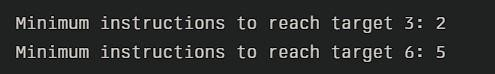 Minimum instructions to reach target 3: 2
Minimum instructions to reach target 6: 5